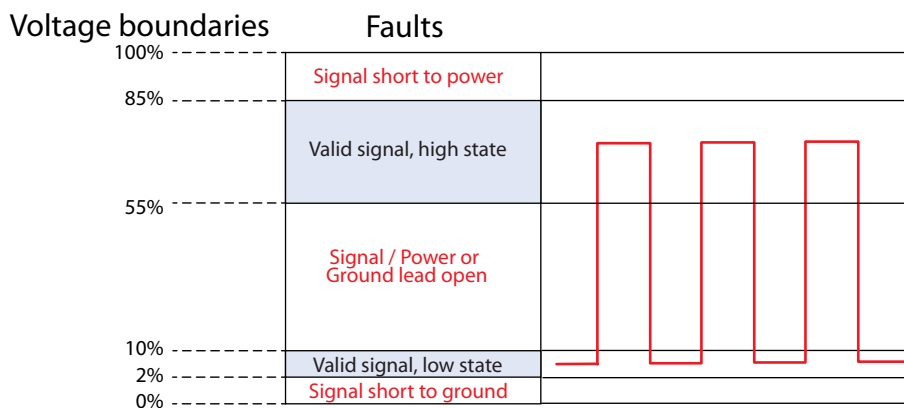 Voltage boundaries
Faults
100%
Signal short to power
85%
Valid signal, high state
55%
Signal / Power or
Ground lead open
10%
Valid signal, low state
2%
Signal short to ground
0%